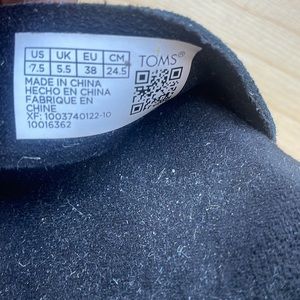 US UK EU CM TOMS®
7.5 5.5 38 24.5
MADE IN CHINA
HECHO EN CHINA
FABRIQUE EN
CHINE
XF: 1003740122-10
10016362